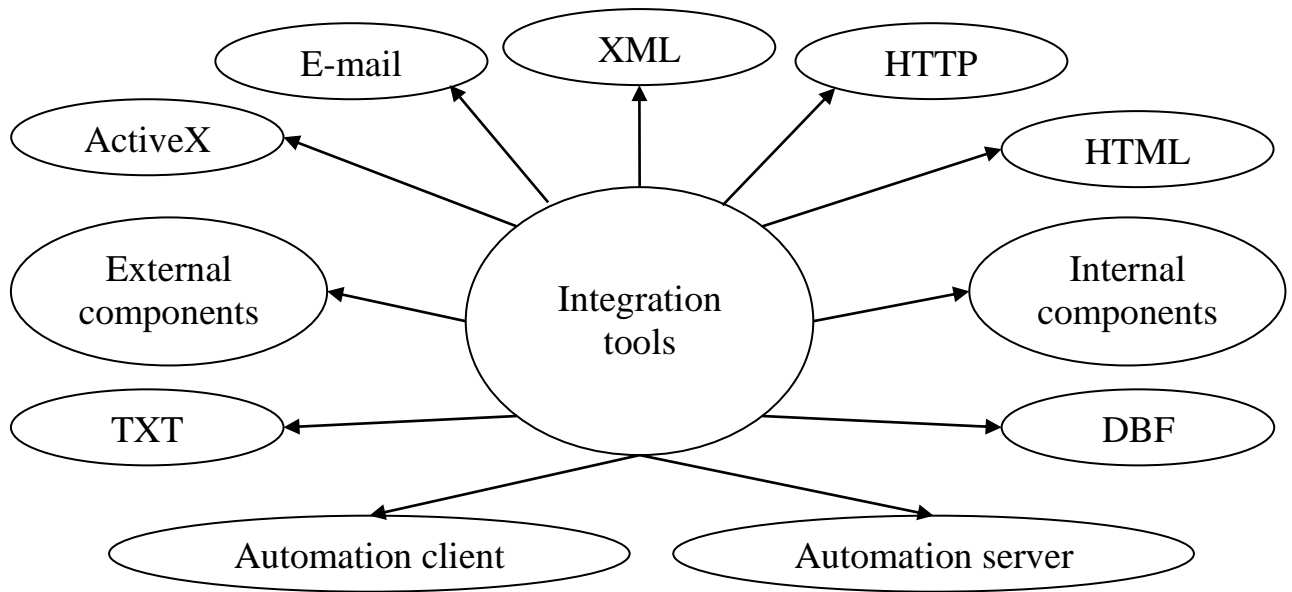 XML
E-mail
HTTP
ActiveX
HTML
External
components
Integration
tools
Internal
components
TXT
DBF
Automation client
Automation server